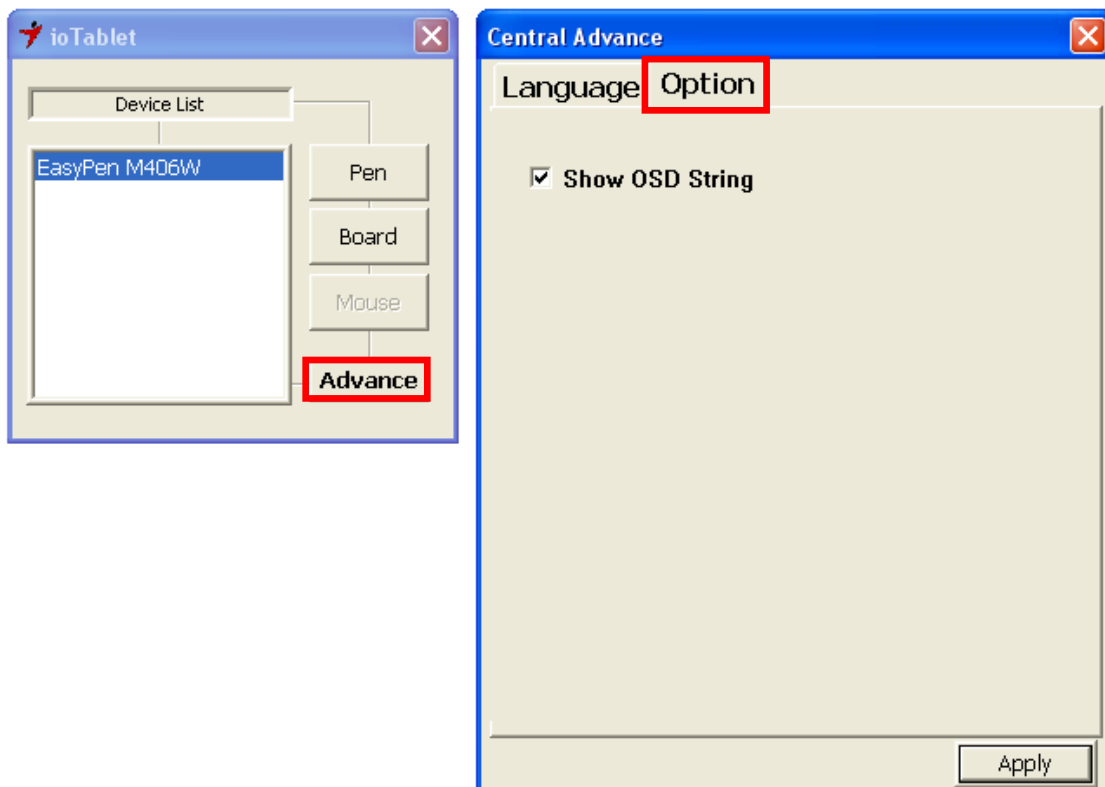 ioTablet
Device List
EasyPen M406W
Pen
Board
Mouse
Advance
Central Advance
Language Option
Show OSD String
Apply